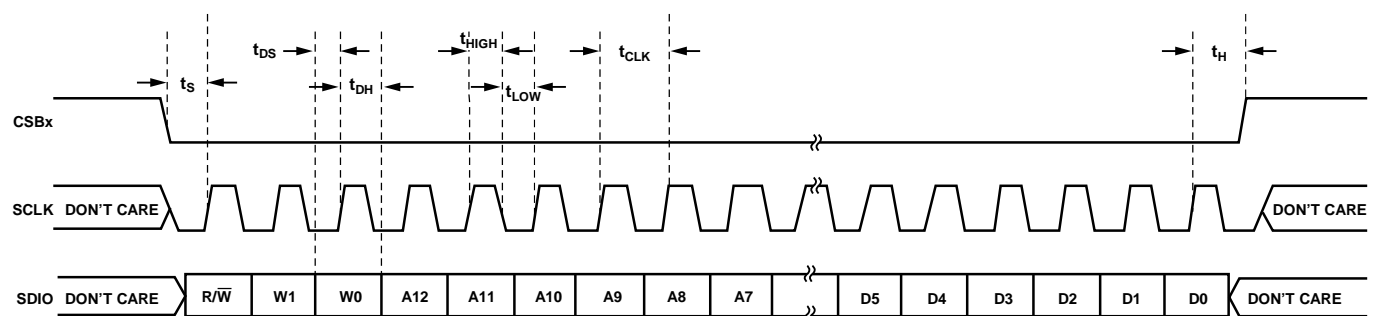 tDS
tHIGH
tCLK
tH
tS
tDH
tLOW
CSBx
SCLK DON'T CARE
DON'T CARE
SDIO DON'T CARE R/W̅ W1 W0 A12 A11 A10 A9 A8 A7 D5 D4 D3 D2 D1 D0 DON'T CARE